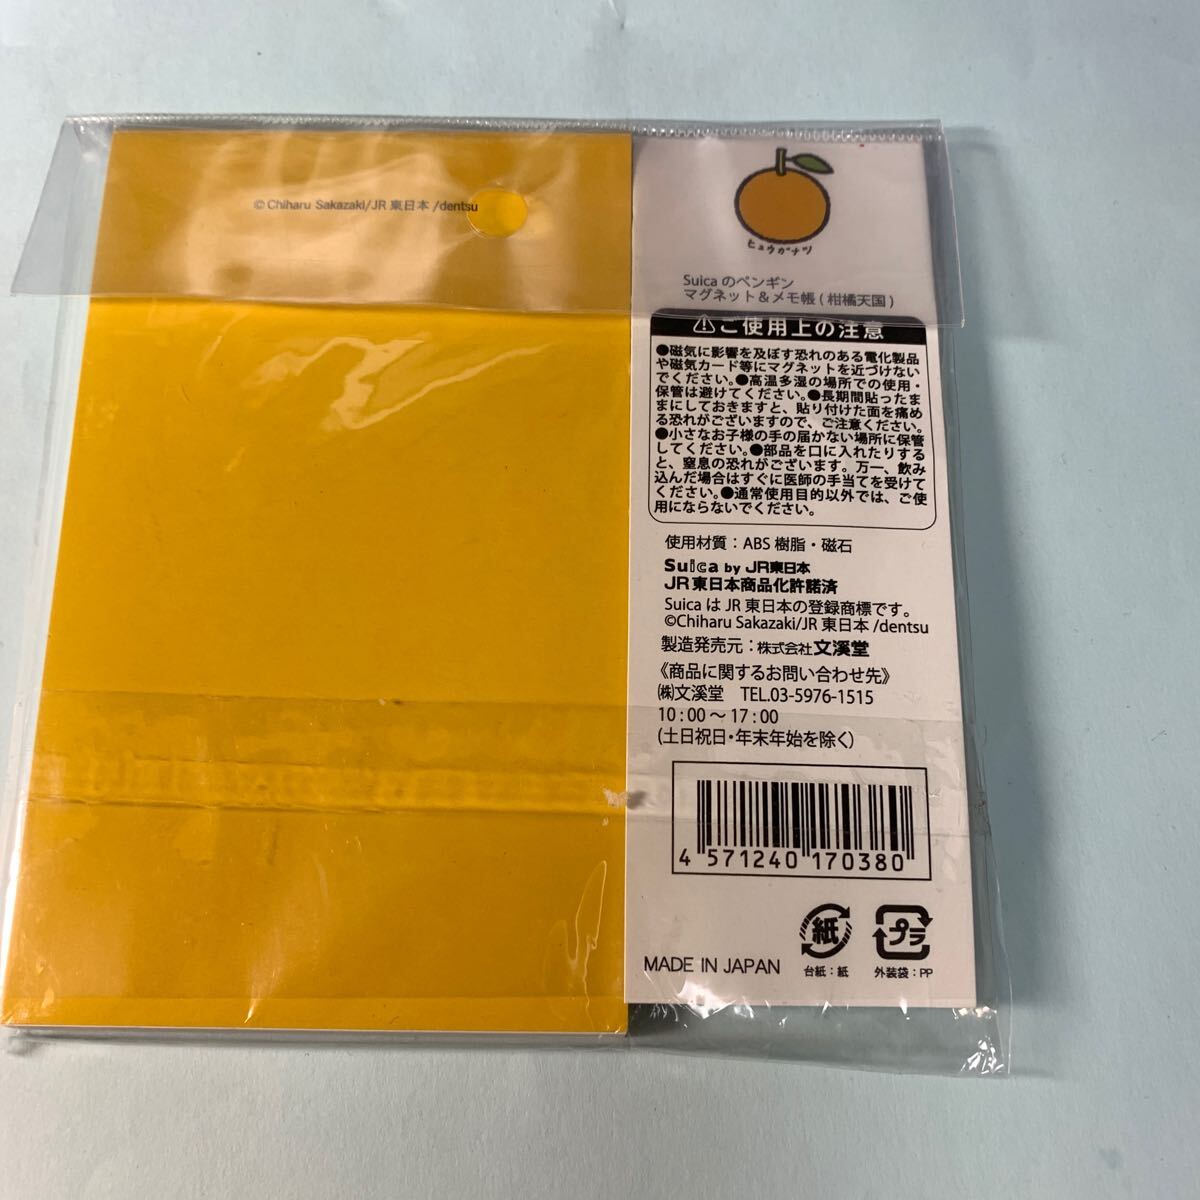 ©Chiharu Sakazaki/JR 東日本 /dentsu
ヒュウガナツ
Suica のペンギン
マグネット＆メモ帳 ( 柑橘天国 )
⚠ご使用上の注意
●磁気に影響を及ぼす恐れのある電化製品
や磁気カード等にマグネットを近づけない
でください。●高温多湿の場所での使用・
保管は避けてください。●長期間貼ったま
まにしておきますと、貼り付けた面を痛め
る恐れがございますので、ご注意ください。
●小さなお子様の手の届かない場所に保管
してください。●部品を口に入れたりする
と、窒息の恐れがございます。万一、飲み
込んだ場合はすぐに医師の手当てを受けて
ください。●通常使用目的以外では、ご使
用にならないでください。
使用材質：ABS 樹脂・磁石
Suica by JR東日本
JR東日本商品化許諾済
Suica は JR 東日本の登録商標です。
©Chiharu Sakazaki/JR 東日本 /dentsu
製造発売元：株式会社 文溪堂
《商品に関するお問い合わせ先》
㈱文溪堂 TEL.03-5976-1515
10 : 00 ～ 17 : 00
(土日祝日・年末年始を除く)
4 571240 170380
MADE IN JAPAN
紙
台紙：紙
プラ
外装袋：PP